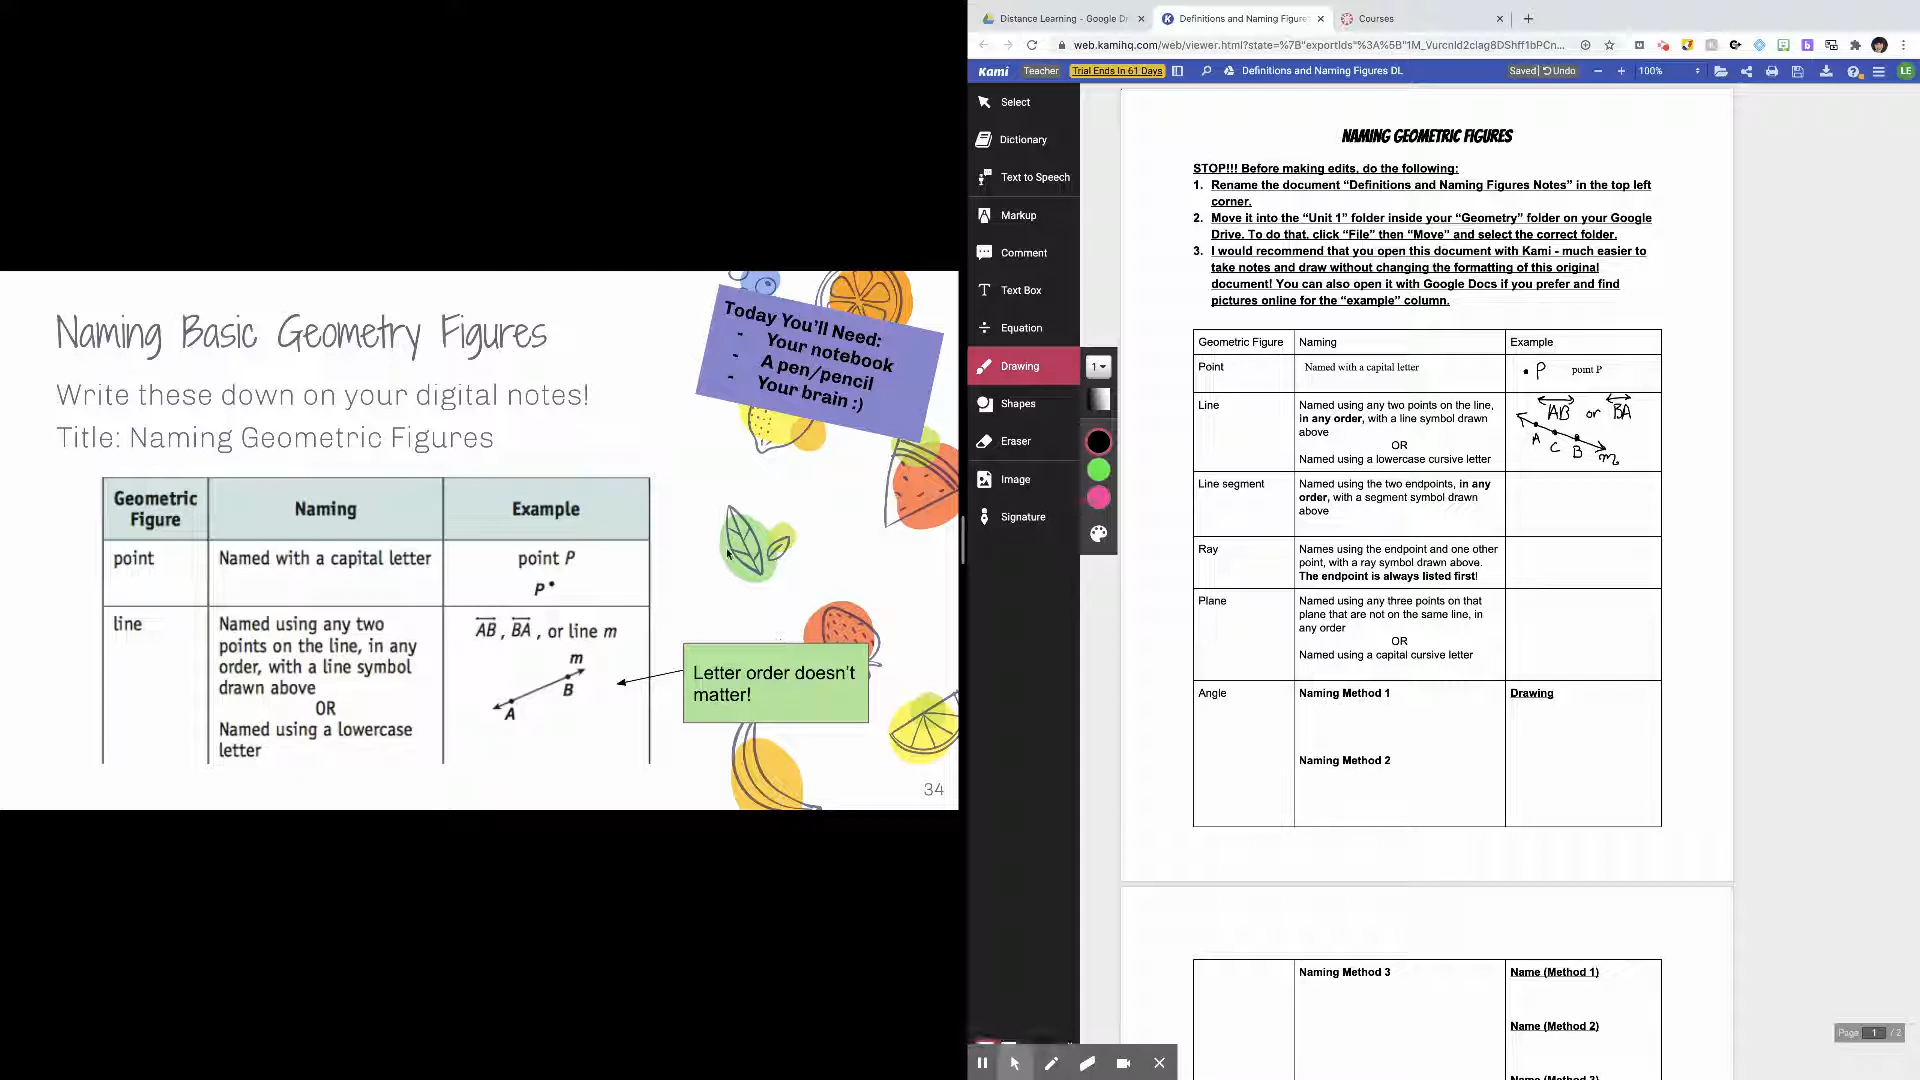 Naming Basic Geometry Figures
Write these down on your digital notes!
Title: Naming Geometric Figures
Today You'll Need:
- Your notebook
- A pen/pencil
- Your brain :)
Geometric Figure
Naming
Example
point
Named with a capital letter
point P
P
line
Named using any two
points on the line, in any
order, with a line symbol
drawn above
OR
Named using a lowercase
letter
AB, BA, or line m
m
B
A
Letter order doesn't
matter!
34
Distance Learning - Google Dr
Definitions and Naming Figure
Courses
web.kamihq.com/web/viewer.html?state=%7B"exportIds"%3A%5B"1M_Vurcnld2clag8DShff1bPCn...
Kami
Teacher
Trial Ends In 61 Days
Definitions and Naming Figures DL
Saved
Undo
100%
LE
Select
Dictionary
Text to Speech
Markup
Comment
Text Box
Equation
Drawing
Shapes
Eraser
Image
Signature
1
NAMING GEOMETRIC FIGURES
STOP!!! Before making edits, do the following:
1. Rename the document “Definitions and Naming Figures Notes” in the top left
corner.
2. Move it into the “Unit 1” folder inside your “Geometry” folder on your Google
Drive. To do that, click “File” then “Move” and select the correct folder.
3. I would recommend that you open this document with Kami - much easier to
take notes and draw without changing the formatting of this original
document! You can also open it with Google Docs if you prefer and find
pictures online for the “example” column.
Geometric Figure
Naming
Example
Point
Named with a capital letter
P
point P
Line
Named using any two points on the line,
in any order, with a line symbol drawn
above
OR
Named using a lowercase cursive letter
AB or BA
A
C
B
m
Line segment
Named using the two endpoints, in any
order, with a segment symbol drawn
above
Ray
Names using the endpoint and one other
point, with a ray symbol drawn above.
The endpoint is always listed first!
Plane
Named using any three points on that
plane that are not on the same line, in
any order
OR
Named using a capital cursive letter
Angle
Naming Method 1
Drawing
Naming Method 2
Naming Method 3
Name (Method 1)
Name (Method 2)
Page 1 / 2